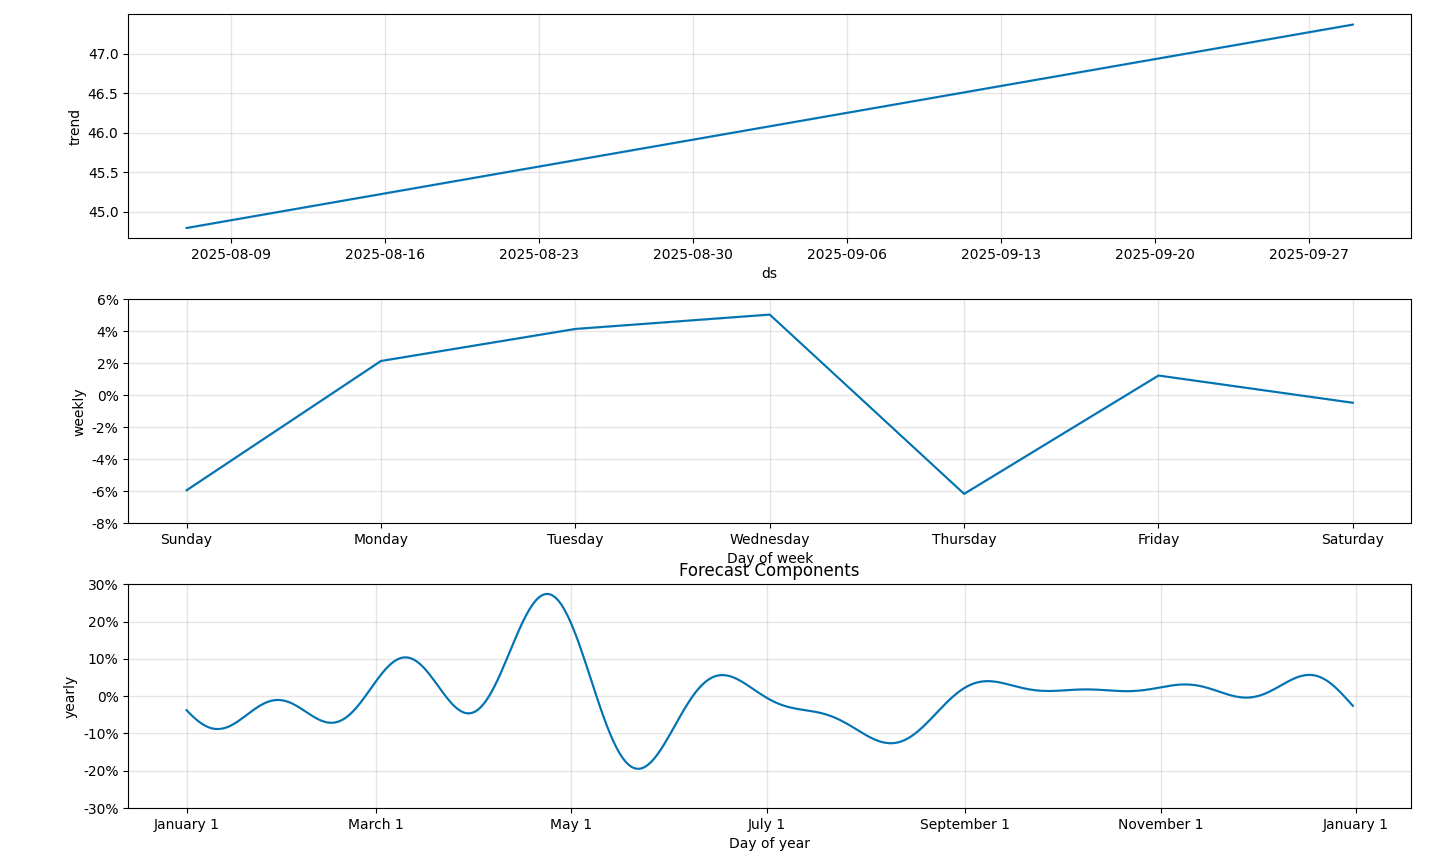 47.0
46.5
46.0
45.5
45.0
trend
2025-08-09 2025-08-16 2025-08-23 2025-08-30 2025-09-06 2025-09-13 2025-09-20 2025-09-27
ds
6%
4%
2%
0%
-2%
-4%
-6%
-8%
weekly
Sunday Monday Tuesday Wednesday Thursday Friday Saturday
Day of week
Forecast Components
30%
20%
10%
0%
-10%
-20%
-30%
yearly
January 1 March 1 May 1 July 1 September 1 November 1 January 1
Day of year